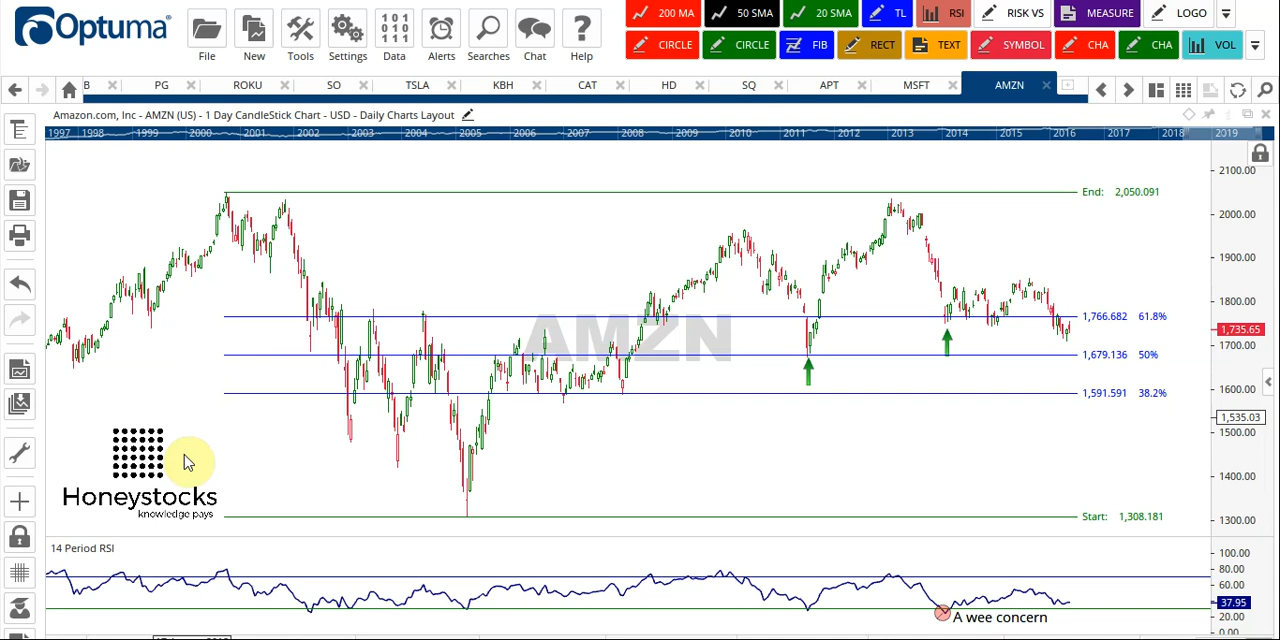 Optuma®
File
New
Tools
Settings
Data
Alerts
Searches
Chat
Help
200 MA
50 SMA
20 SMA
TL
RSI
RISK VS
MEASURE
LOGO
CIRCLE
CIRCLE
FIB
RECT
TEXT
SYMBOL
CHA
CHA
VOL
B
PG
ROKU
SO
TSLA
KBH
CAT
HD
SQ
APT
MSFT
AMZN
Amazon.com, Inc - AMZN (US) - 1 Day CandleStick Chart - USD - Daily Charts Layout
1997 1998 1999 2000 2001 2002 2003 2004 2005 2006 2007 2008 2010 2011 2012 2013 2014 2015 2016 2017 2018 2019
2100.00
End: 2,050.091
2000.00
1900.00
1800.00
1,766.682 61.8%
1,735.65
AMZN
1700.00
1,679.136 50%
1600.00
1,591.591 38.2%
1,535.03
1500.00
1400.00
Honeystocks
knowledge pays
Start: 1,308.181
1300.00
14 Period RSI
100.00
80.00
60.00
37.95
20.00
A wee concern
0.00